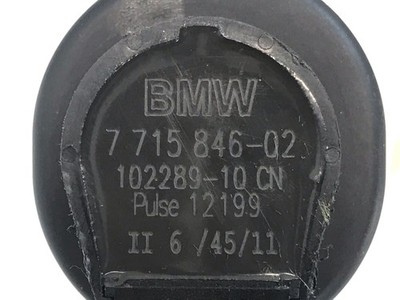 BMW
7 715 846-02
102289-10 CN
Pulse 12199
II 6 /45/11